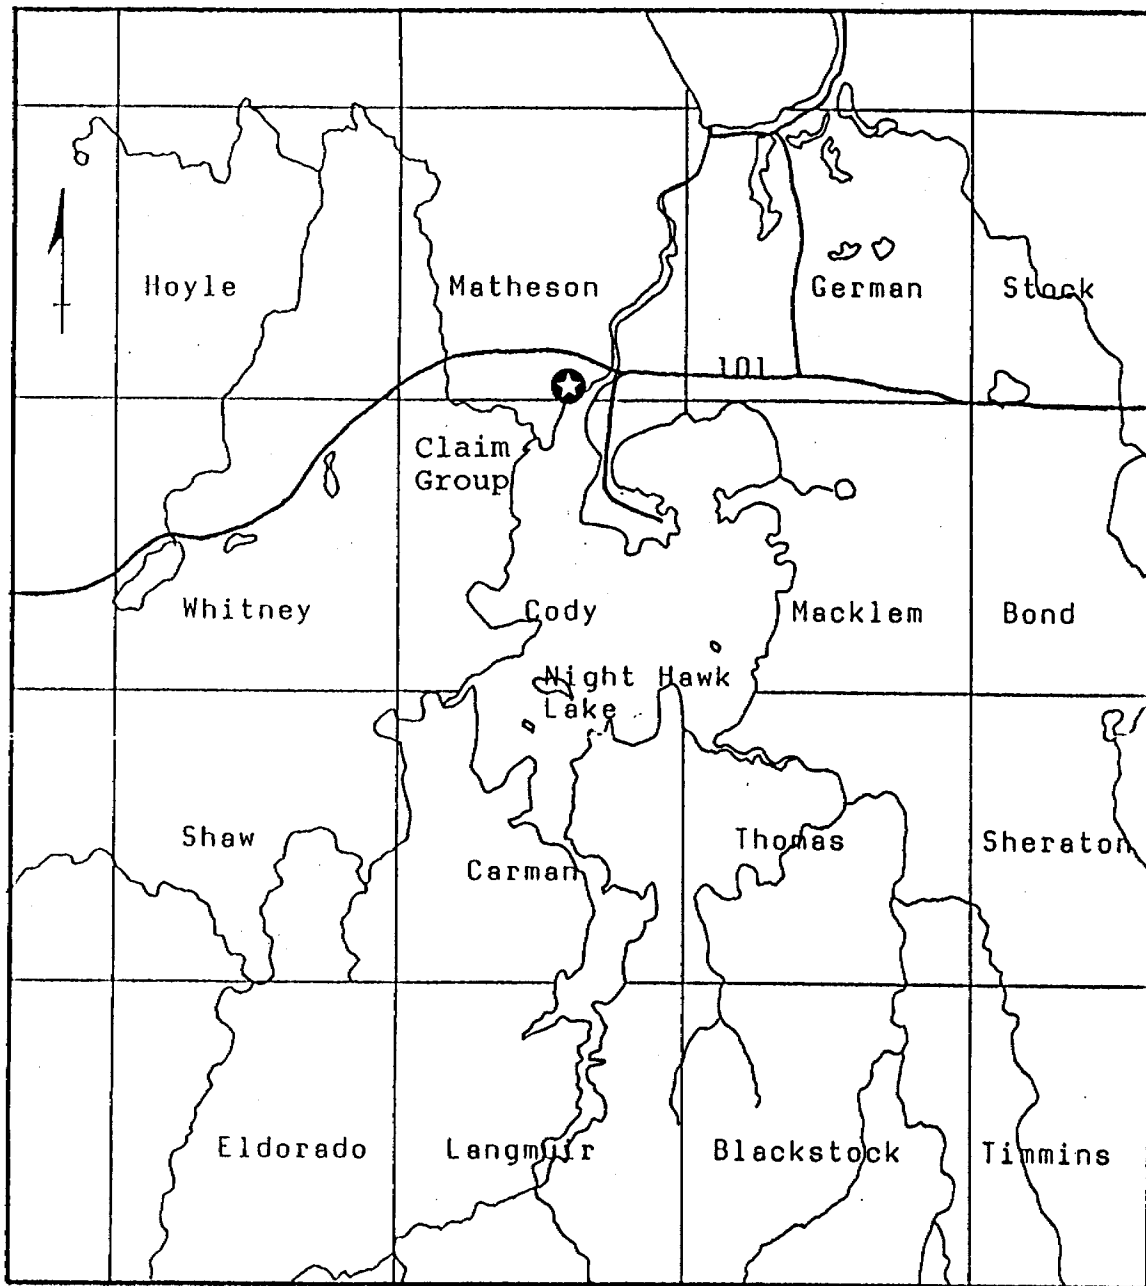 Hoyle
Matheson
German
Stock
101
Claim
Group
Whitney
Cody
Macklem
Bond
Night Hawk
Lake
Shaw
Carman
Thomas
Sheraton
Eldorado
Langmuir
Blackstock
Timmins